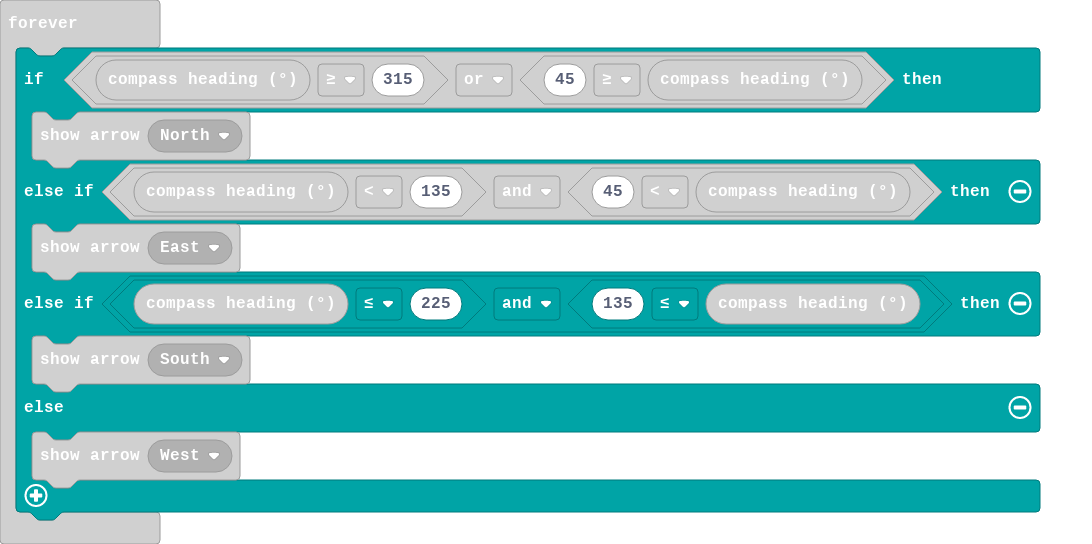 forever
if compass heading (°) ≥ 315 or 45 ≥ compass heading (°) then
show arrow North
else if compass heading (°) < 135 and 45 < compass heading (°) then
show arrow East
else if compass heading (°) ≤ 225 and 135 ≤ compass heading (°) then
show arrow South
else
show arrow West